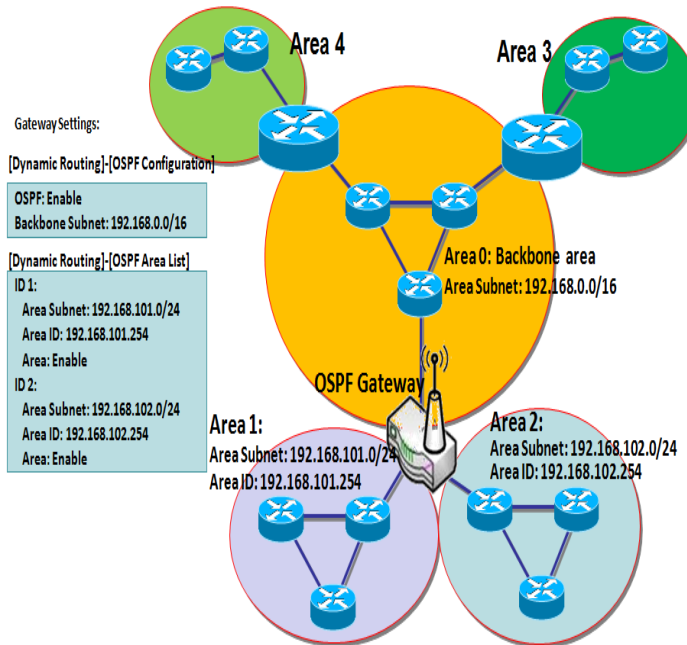 Area 4
Area 3
Gateway Settings:
[Dynamic Routing]-[OSPF Configuration]
OSPF: Enable
Backbone Subnet: 192.168.0.0/16
[Dynamic Routing]-[OSPF Area List]
ID 1:
Area Subnet: 192.168.101.0/24
Area ID: 192.168.101.254
Area: Enable
ID 2:
Area Subnet: 192.168.102.0/24
Area ID: 192.168.102.254
Area: Enable
Area 0: Backbone area
Area Subnet: 192.168.0.0/16
OSPF Gateway
Area 1:
Area Subnet: 192.168.101.0/24
Area ID: 192.168.101.254
Area 2:
Area Subnet: 192.168.102.0/24
Area ID: 192.168.102.254